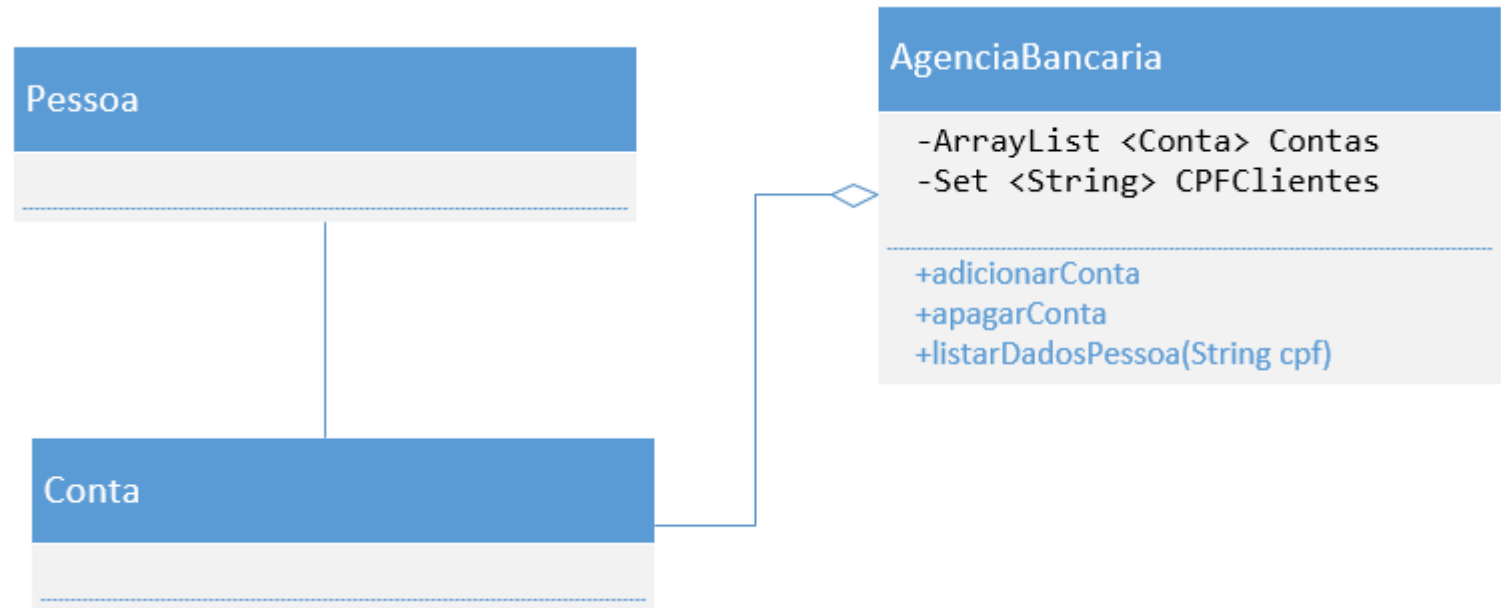 Pessoa
AgenciaBancaria
-ArrayList <Conta> Contas
-Set <String> CPFClientes
+adicionarConta
+apagarConta
+listarDadosPessoa(String cpf)
Conta